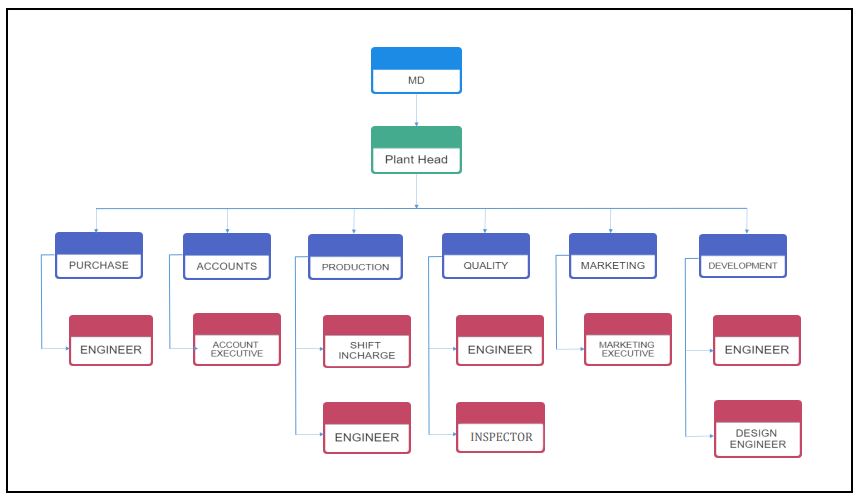 MD
Plant Head
PURCHASE
ACCOUNTS
PRODUCTION
QUALITY
MARKETING
DEVELOPMENT
ENGINEER
ACCOUNT
EXECUTIVE
SHIFT
INCHARGE
ENGINEER
MARKETING
EXECUTIVE
ENGINEER
ENGINEER
INSPECTOR
DESIGN
ENGINEER